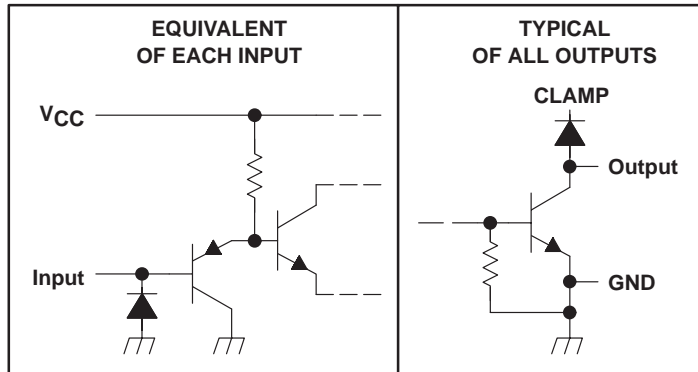 EQUIVALENT
OF EACH INPUT
VCC
Input
TYPICAL
OF ALL OUTPUTS
CLAMP
Output
GND